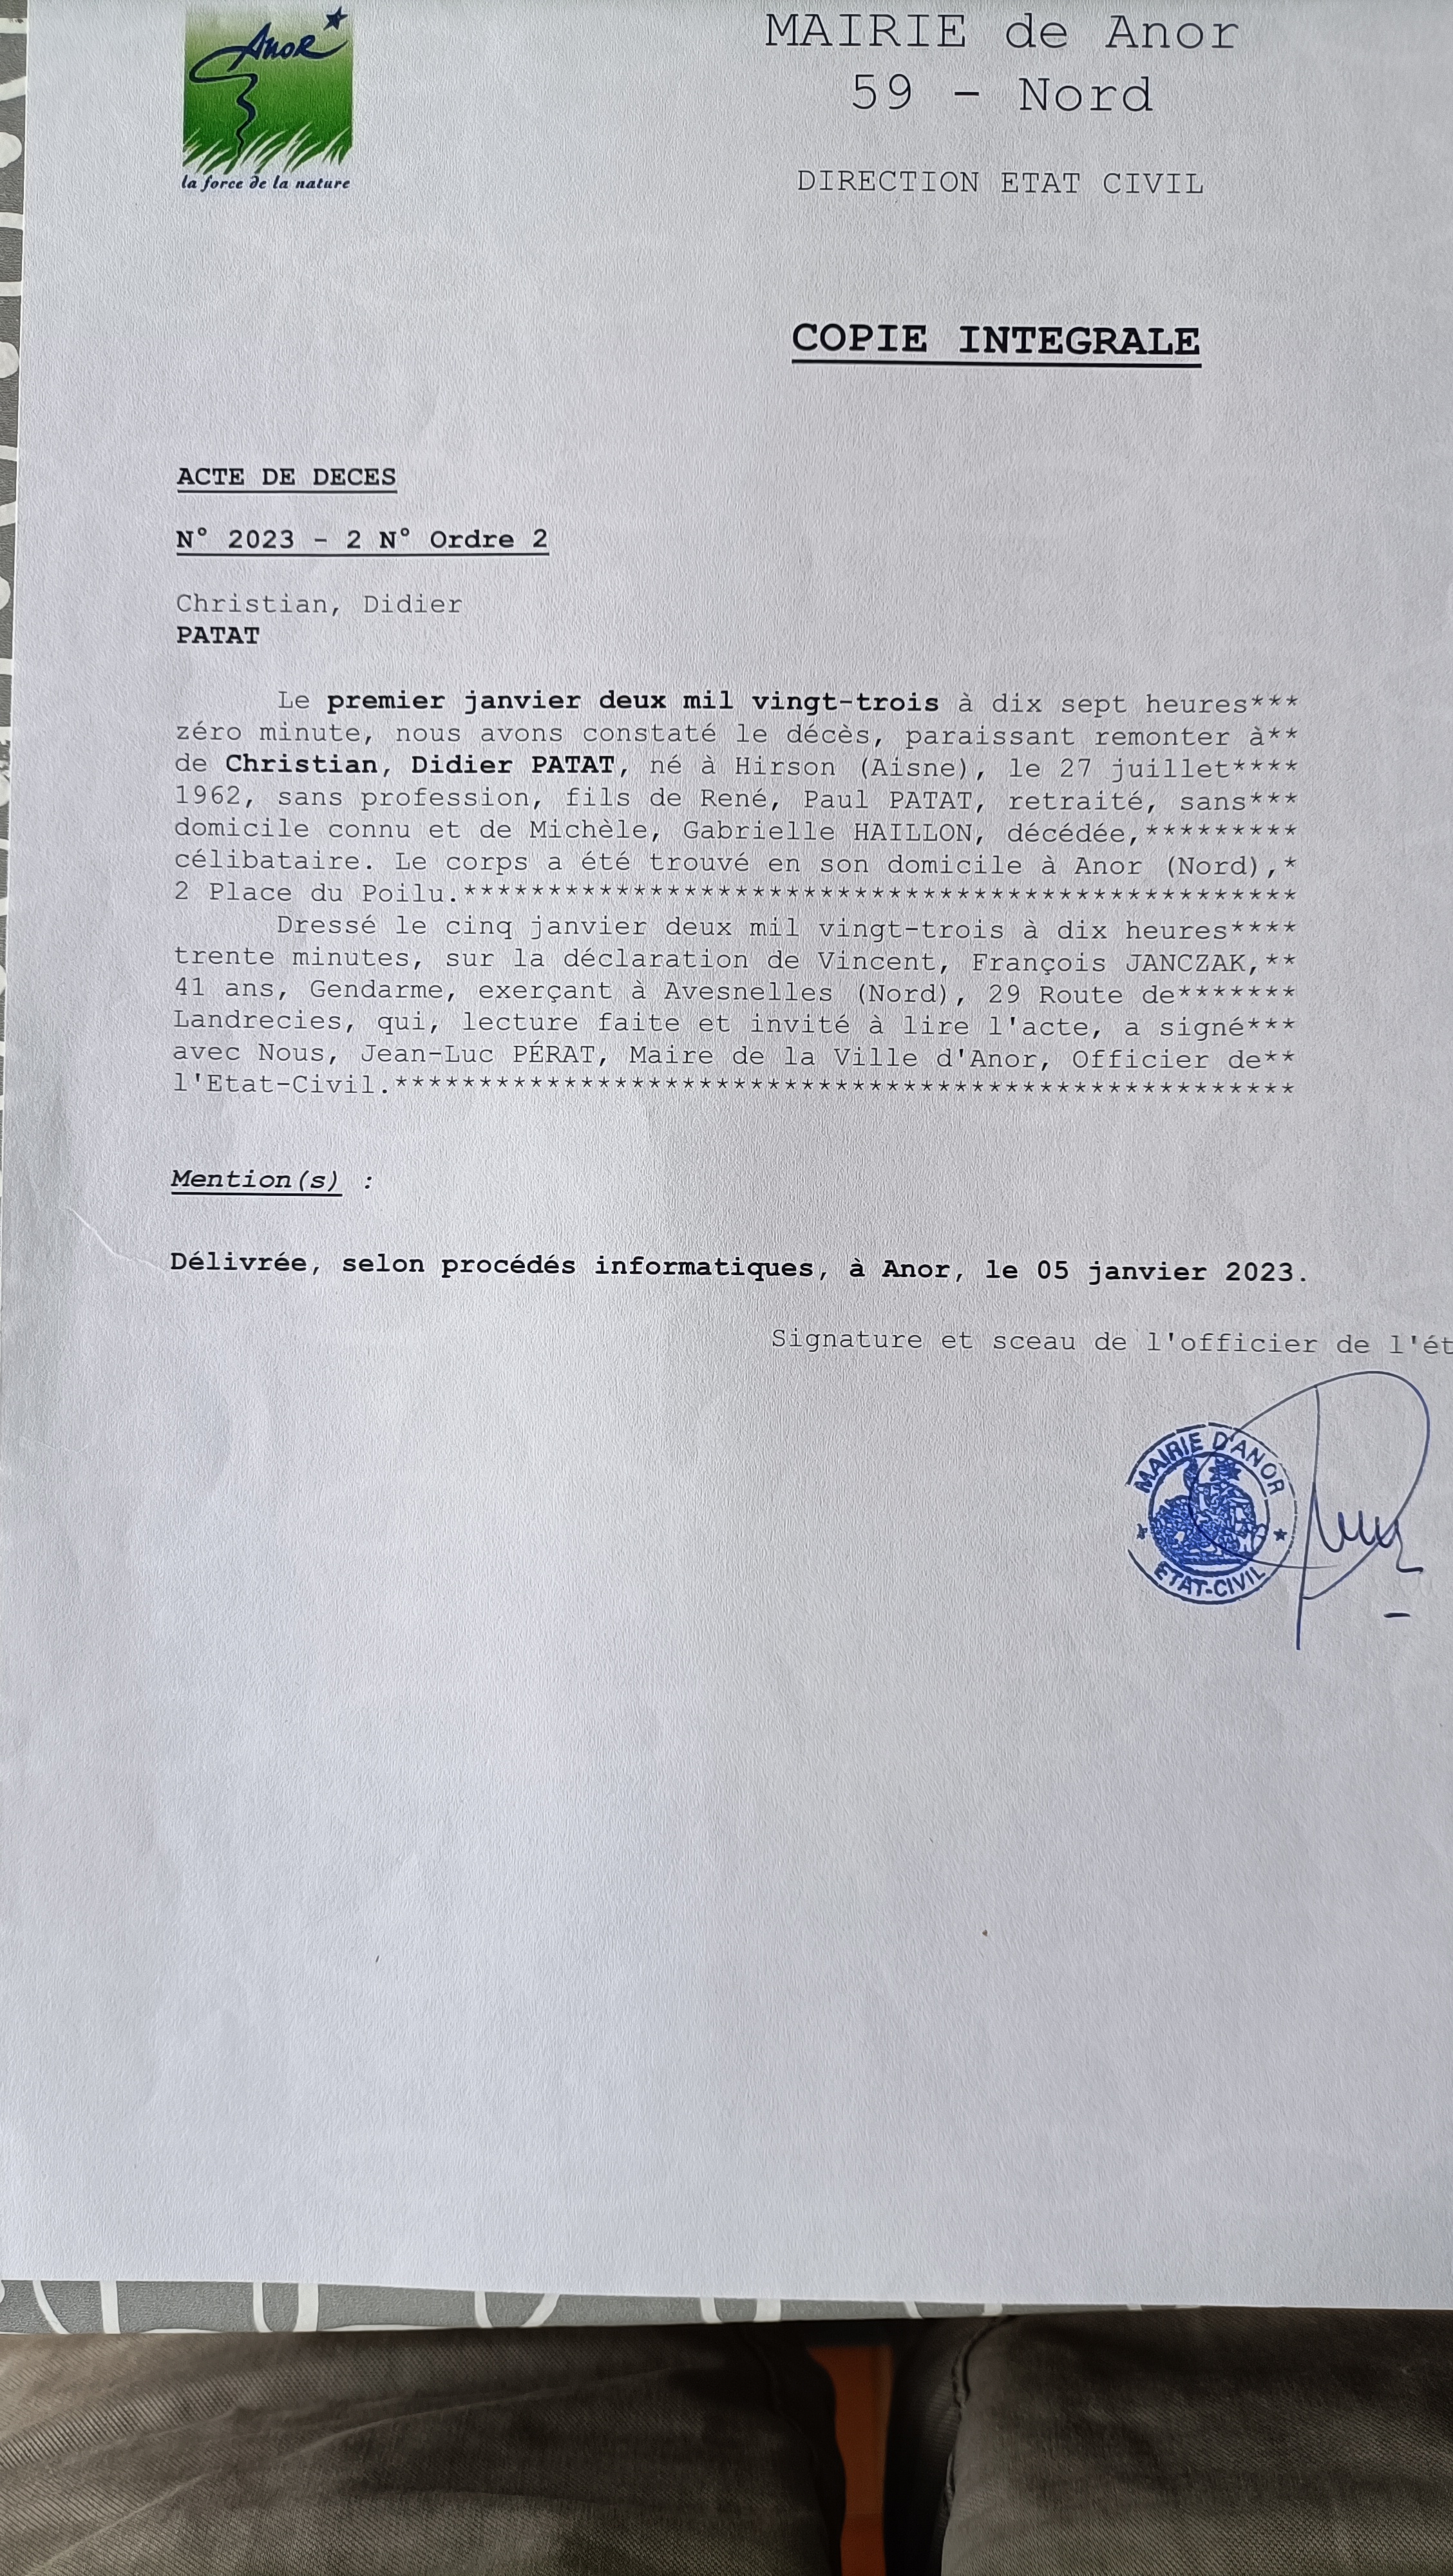 Anor
la force de la nature
MAIRIE de Anor
59 - Nord
DIRECTION ETAT CIVIL
COPIE INTEGRALE
ACTE DE DECES
N° 2023 - 2 N° Ordre 2
Christian, Didier
PATAT
Le premier janvier deux mil vingt-trois à dix sept heures***
zéro minute, nous avons constaté le décès, paraissant remonter à**
de Christian, Didier PATAT, né à Hirson (Aisne), le 27 juillet****
1962, sans profession, fils de René, Paul PATAT, retraité, sans***
domicile connu et de Michèle, Gabrielle HAILLON, décédée,*********
célibataire. Le corps a été trouvé en son domicile à Anor (Nord),*
2 Place du Poilu.*************************************************
Dressé le cinq janvier deux mil vingt-trois à dix heures****
trente minutes, sur la déclaration de Vincent, François JANCZAK,**
41 ans, Gendarme, exerçant à Avesnelles (Nord), 29 Route de*******
Landrecies, qui, lecture faite et invité à lire l'acte, a signé***
avec Nous, Jean-Luc PÉRAT, Maire de la Ville d'Anor, Officier de**
l'Etat-Civil.*****************************************************
Mention(s) :
Délivrée, selon procédés informatiques, à Anor, le 05 janvier 2023.
Signature et sceau de l'officier de l'ét
MAIRIE D'ANOR
ETAT-CIVIL